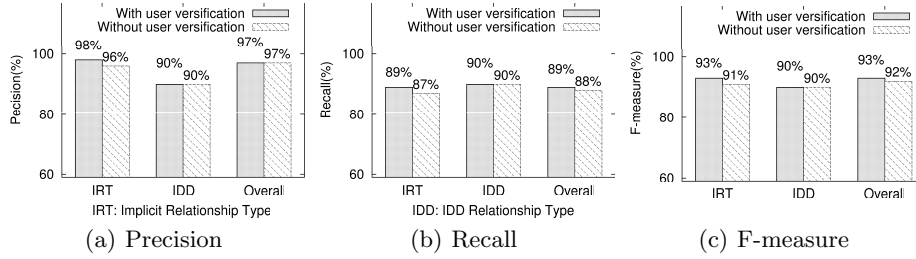 With user versification
Without user versification
Pecision(%)
100
80
60
98%
96%
90%
90%
97%
97%
IRT
IDD
Overall
IRT: Implicit Relationship Type
(a) Precision
With user versification
Without user versification
Recall(%)
100
80
60
89%
87%
90%
90%
89%
88%
IRT
IDD
Overall
IDD: IDD Relationship Type
(b) Recall
With user versification
Without user versification
F-measure(%)
100
80
60
93%
91%
90%
90%
93%
92%
IRT
IDD
Overall
(c) F-measure